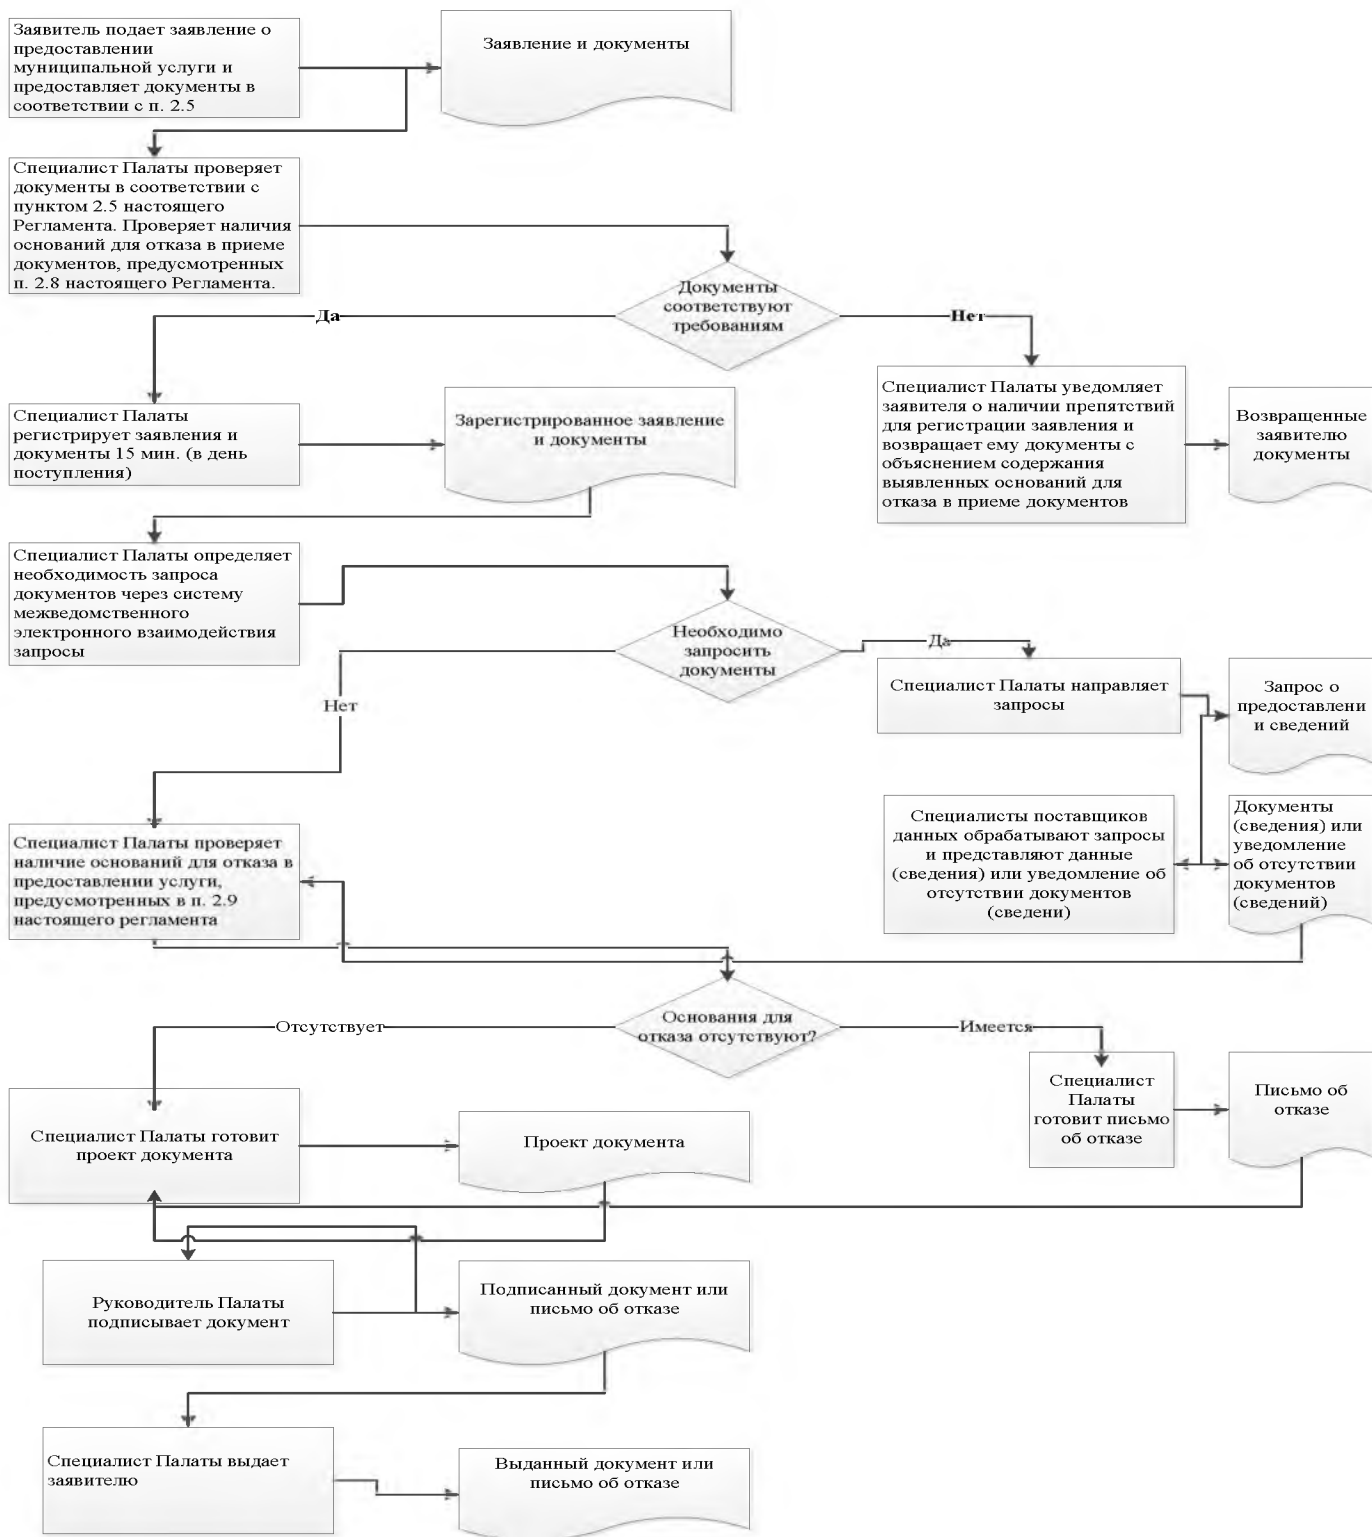 Заявитель подает заявление о
предоставлении
муниципальной услуги и
предоставляет документы в
соответствии с п. 2.5
Заявление и документы
Специалист Палаты проверяет
документы в соответствии с
пунктом 2.5 настоящего
Регламента. Проверяет наличия
оснований для отказа в приеме
документов, предусмотренных
п. 2.8 настоящего Регламента.
Документы
соответствуют
требованиям
Да
Нет
Специалист Палаты
регистрирует заявления и
документы 15 мин. (в день
поступления)
Зарегистрированное заявление
и документы
Специалист Палаты уведомляет
заявителя о наличии препятствий
для регистрации заявления и
возвращает ему документы с
объяснением содержания
выявленных оснований для
отказа в приеме документов
Возвращенные
заявителю
документы
Специалист Палаты определяет
необходимость запроса
документов через систему
межведомственного
электронного взаимодействия
запросы
Необходимо
запросить
документы
Да
Нет
Специалист Палаты направляет
запросы
Запрос о
предоставлени
и сведений
Специалист Палаты проверяет
наличие оснований для отказа в
предоставлении услуги,
предусмотренных в п. 2.9
настоящего регламента
Специалисты поставщиков
данных обрабатывают запросы
и представляют данные
(сведения) или уведомление об
отсутствии документов
(сведени)
Документы
(сведения) или
уведомление
об отсутствии
документов
(сведений)
Основания для
отказа отсутствуют?
Отсутствует
Имеется
Специалист Палаты готовит
проект документа
Проект документа
Специалист
Палаты
готовит письмо
об отказе
Письмо об
отказе
Руководитель Палаты
подписывает документ
Подписанный документ или
письмо об отказе
Специалист Палаты выдает
заявителю
Выданный документ или
письмо об отказе